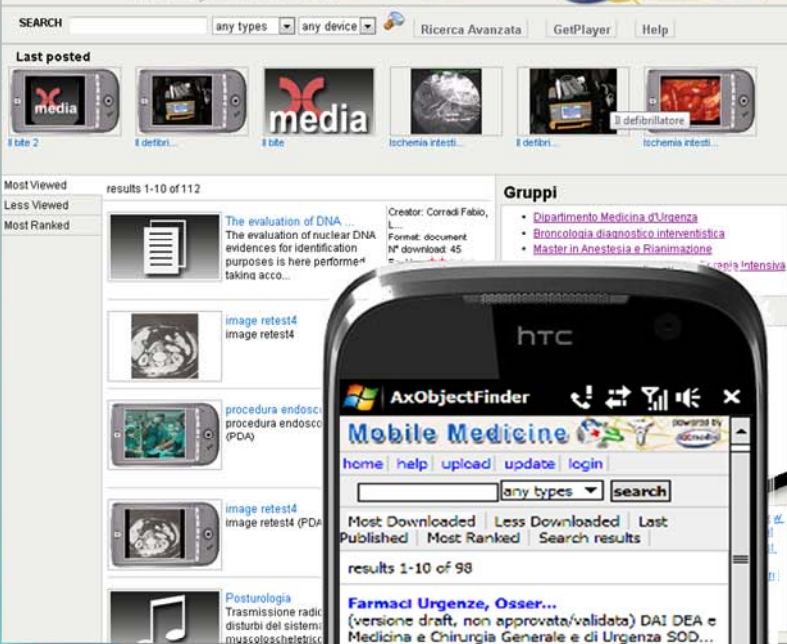 SEARCH any types any device Ricerca Avanzata GetPlayer Help
Last posted
media
media
Il defibrillatore
Il bite 2 Il defibri... Il bite Ischemia intesti... Il defibri... Ischemia intesti...
Most Viewed
Less Viewed
Most Ranked
results 1-10 of 112
The evaluation of DNA ...
The evaluation of nuclear DNA
evidences for identification
purposes is here performed
taking acco...
Creator: Corradi Fabio,
L...
Format: document
N° download: 45
image retest4
image retest4
procedura endosco
procedura endosco
(PDA)
image retest4
image retest4 (PDA
Posturologia
Trasmissione radio
disturbi del sistema
muscoloscheletrico
Gruppi
Dipartimento Medicina d'Urgenza
Broncologia diagnostico interventistica
Master in Anestesia e Rianimazione
Intensiva
hTC
AxObjectFinder
Mobile Medicine powered by
axmedis
home help upload update login
any types search
Most Downloaded Less Downloaded Last
Published Most Ranked Search results
results 1-10 of 98
Farmaci Urgenze, Osser...
(versione draft, non approvata/validata) DAI DEA e
Medicina e Chirurgia Generale e di Urgenza SOD...